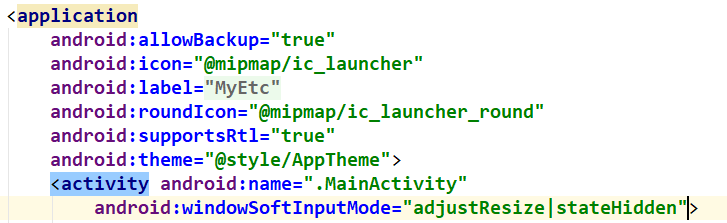 <application
android:allowBackup="true"
android:icon="@mipmap/ic_launcher"
android:label="MyEtc"
android:roundIcon="@mipmap/ic_launcher_round"
android:supportsRtl="true"
android:theme="@style/AppTheme">
<activity android:name=".MainActivity"
android:windowSoftInputMode="adjustResize|stateHidden">